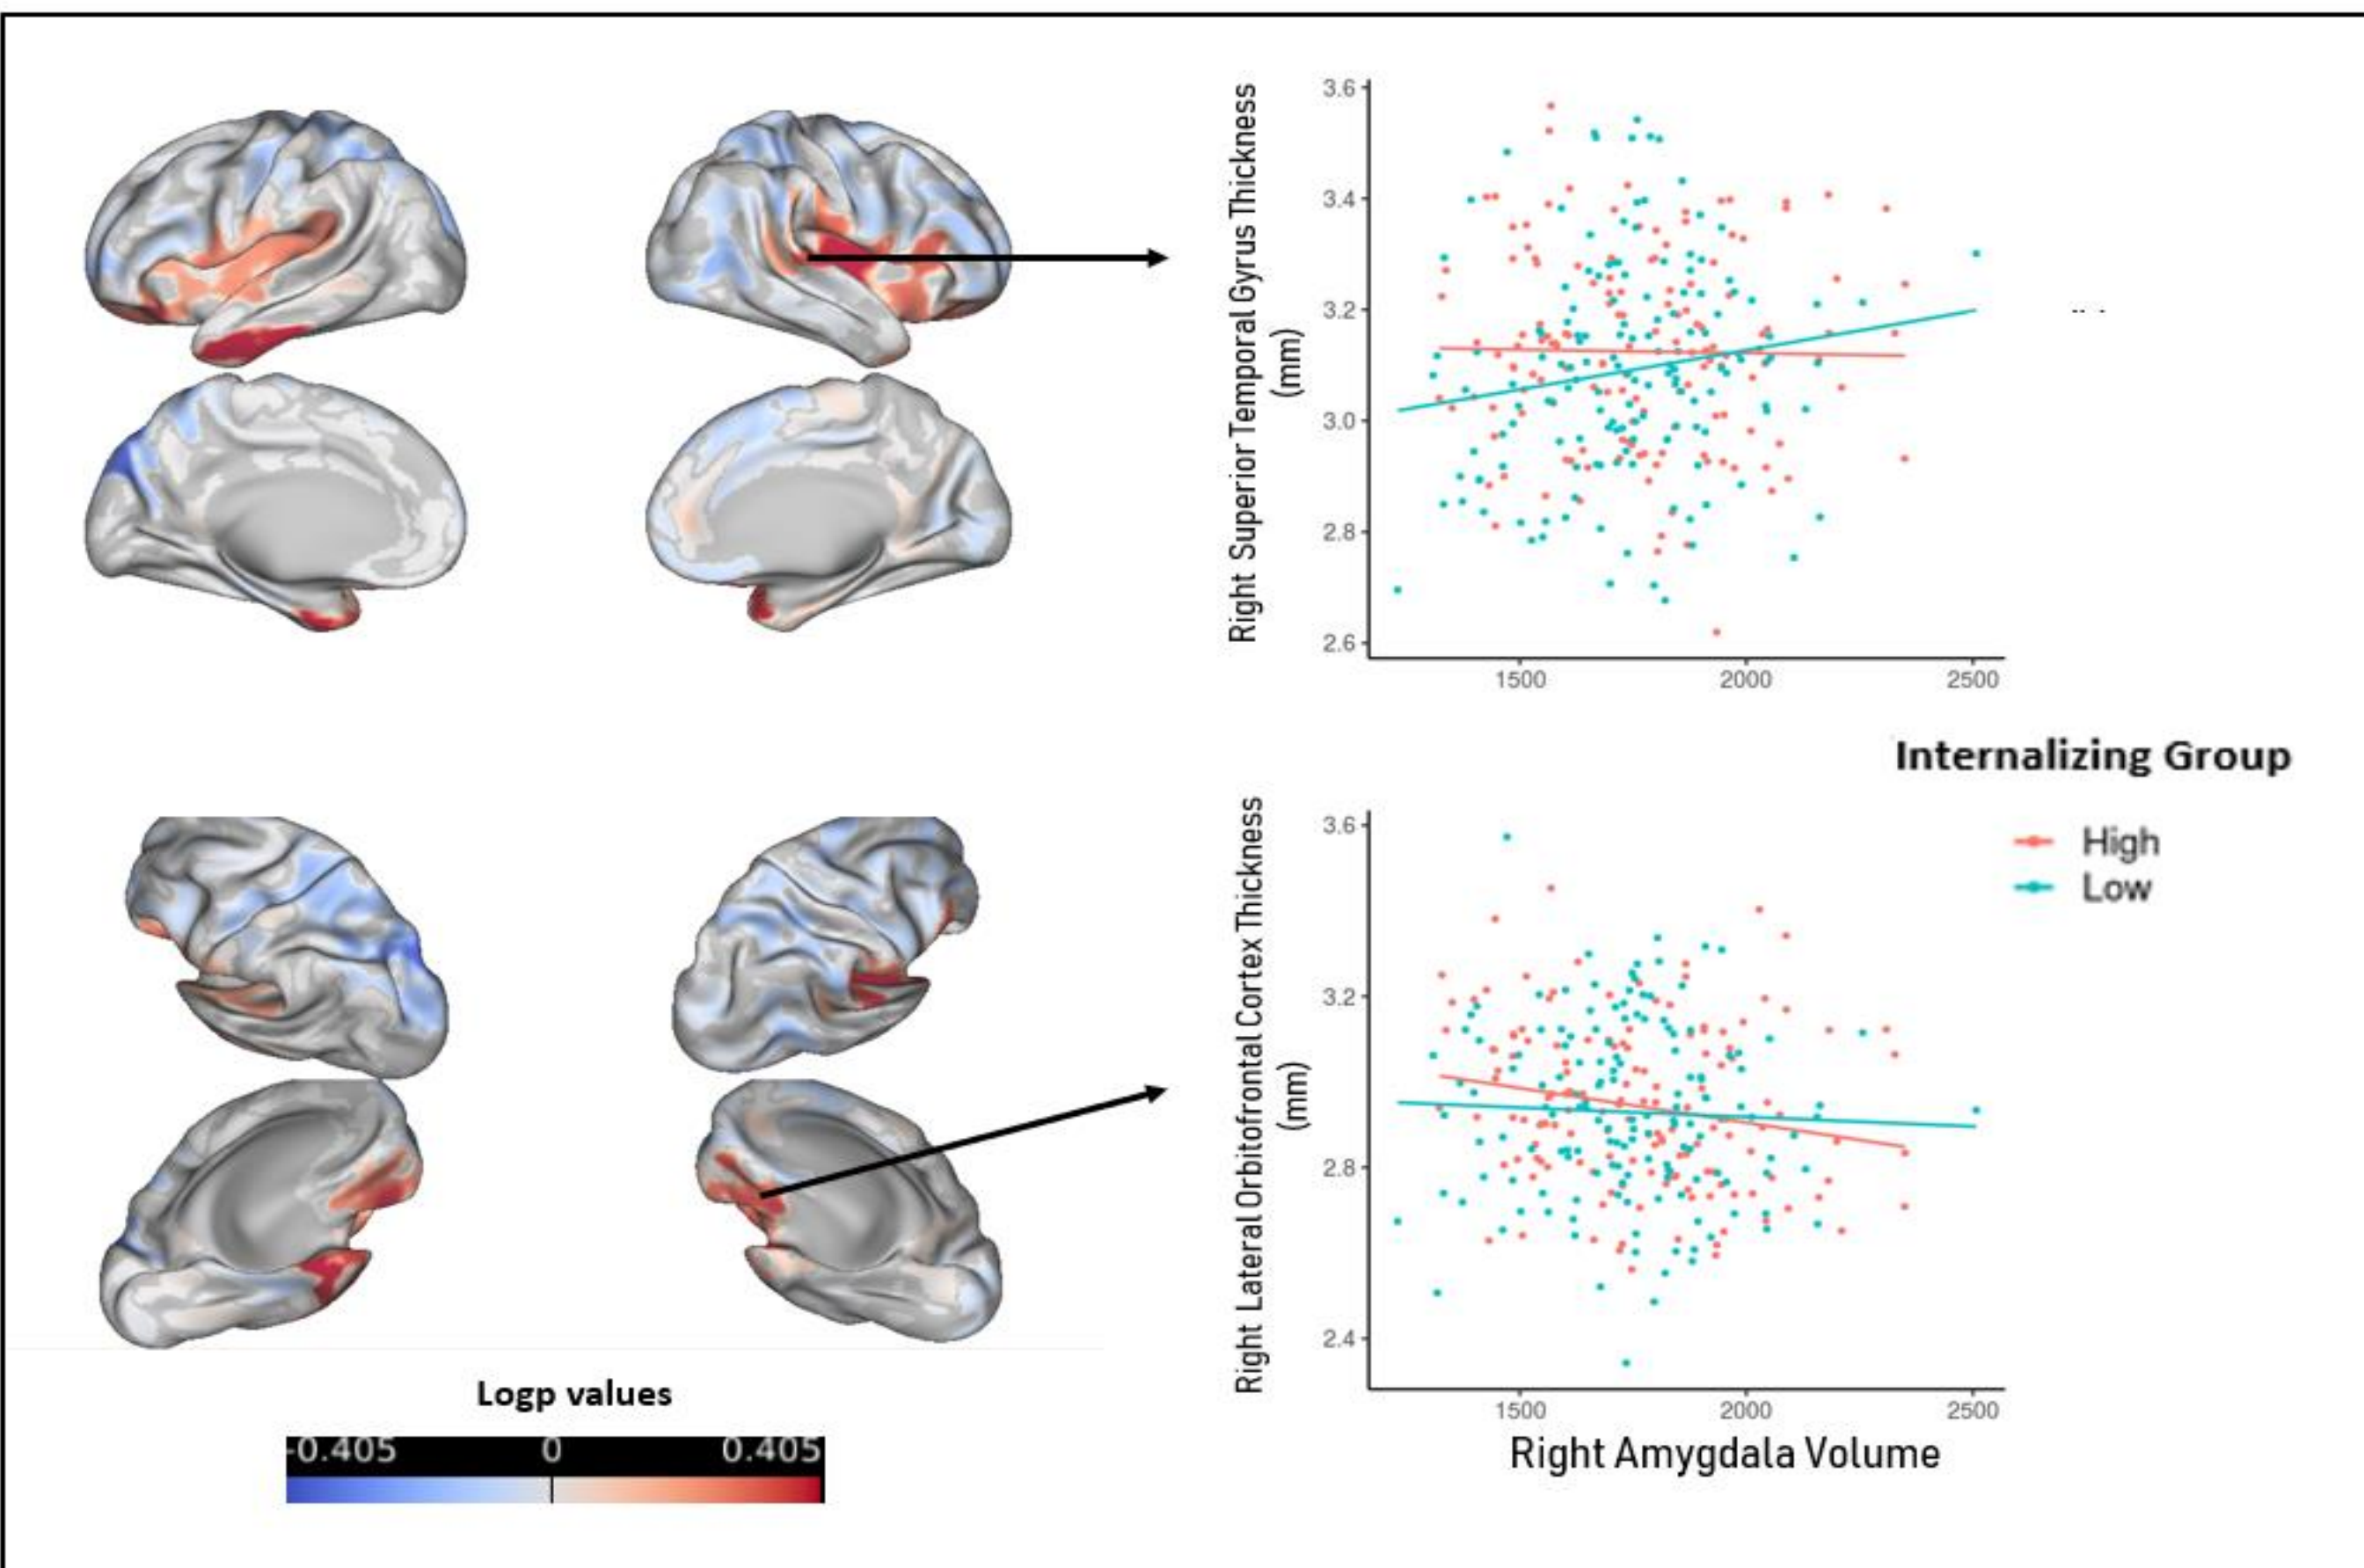 Right Superior Temporal Gyrus Thickness
(mm)
3.6
3.4
3.2
3.0
2.8
2.6
1500 2000 2500
Internalizing Group
High
Low
Right Lateral Orbitofrontal Cortex Thickness
(mm)
3.6
3.2
2.8
2.4
1500 2000 2500
Right Amygdala Volume
Logp values
-0.405 0 0.405